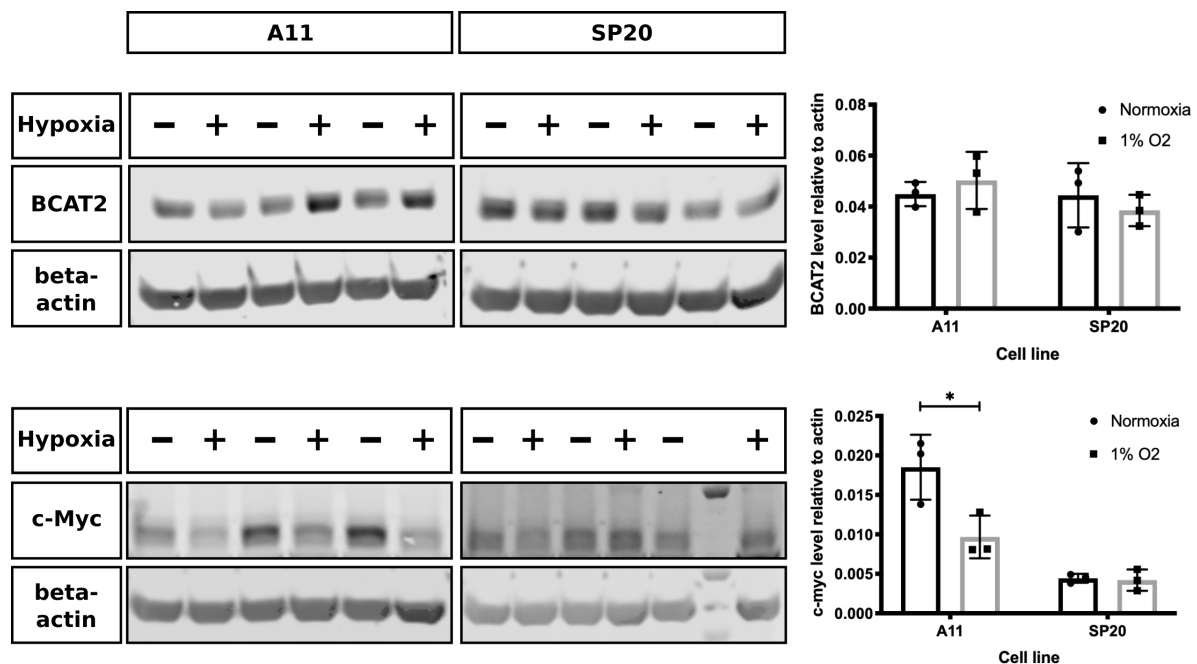 A11 SP20
Hypoxia − + − + − + − + − + − +
BCAT2
beta-
actin
BCAT2 level relative to actin
0.08
0.06
0.04
0.02
0.00
Normoxia
1% O2
A11 SP20
Cell line
Hypoxia − + − + − + − + − + − +
c-Myc
beta-
actin
c-myc level relative to actin
0.025
0.020
0.015
0.010
0.005
0.000
*
Normoxia
1% O2
A11 SP20
Cell line